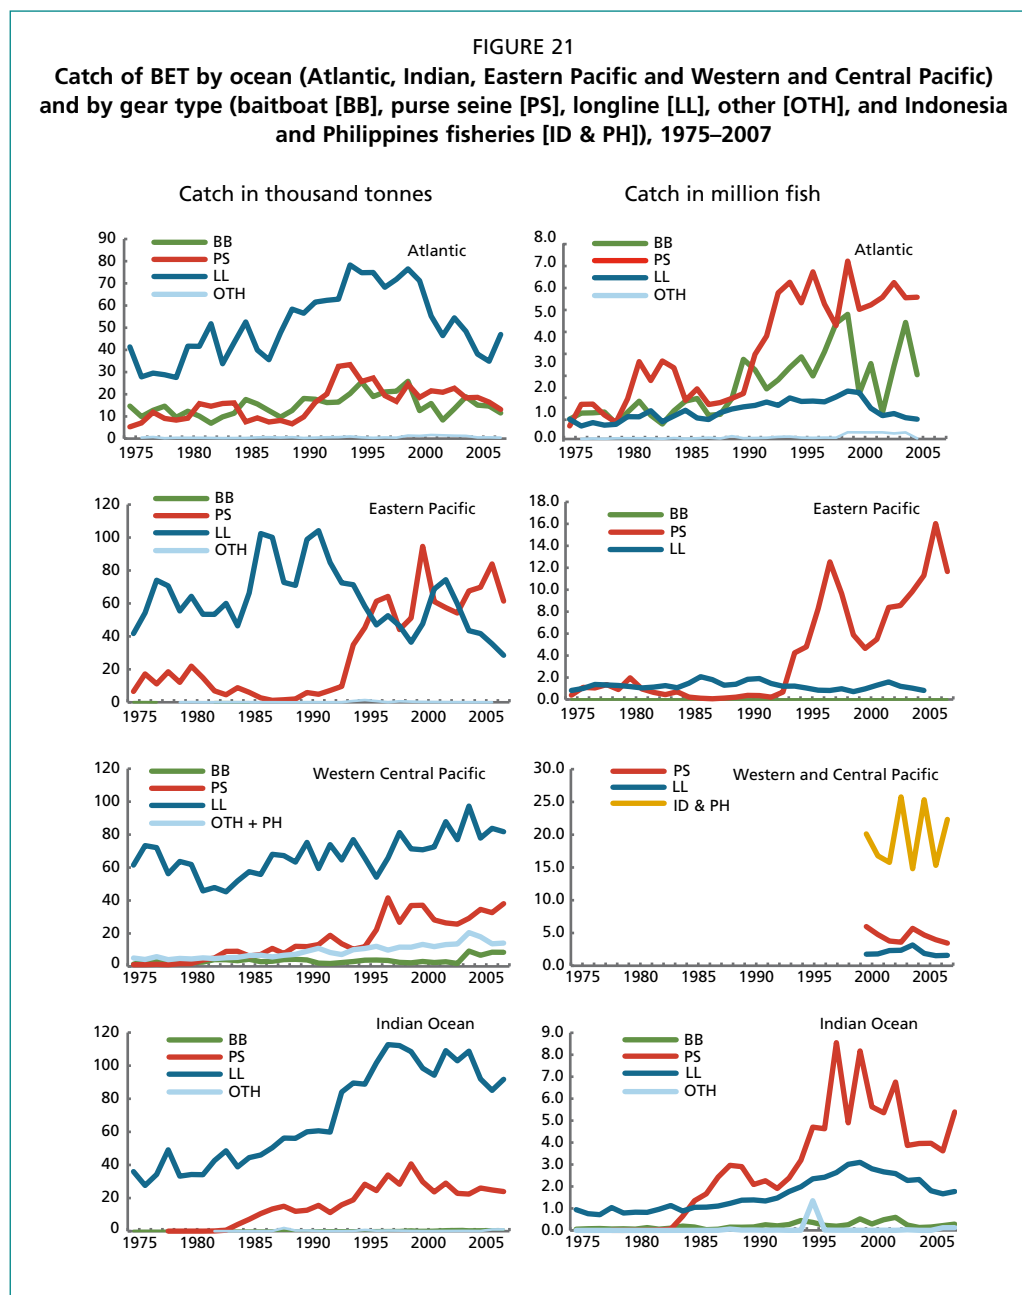 FIGURE 21
Catch of BET by ocean (Atlantic, Indian, Eastern Pacific and Western and Central Pacific)
and by gear type (baitboat [BB], purse seine [PS], longline [LL], other [OTH], and Indonesia
and Philippines fisheries [ID & PH]), 1975–2007
Catch in thousand tonnes
Catch in million fish
90
80
70
60
50
40
30
20
10
0
BB
PS
LL
OTH
Atlantic
1975 1980 1985 1990 1995 2000 2005
8.0
7.0
6.0
5.0
4.0
3.0
2.0
1.0
0.0
BB
PS
LL
OTH
Atlantic
1975 1980 1985 1990 1995 2000 2005
120
100
80
60
40
20
0
BB
PS
LL
OTH
Eastern Pacific
1975 1980 1985 1990 1995 2000 2005
18.0
16.0
14.0
12.0
10.0
8.0
6.0
4.0
2.0
0.0
BB
PS
LL
Eastern Pacific
1975 1980 1985 1990 1995 2000 2005
120
100
80
60
40
20
0
BB
PS
LL
OTH + PH
Western Central Pacific
1975 1980 1985 1990 1995 2000 2005
30.0
25.0
20.0
15.0
10.0
5.0
0.0
PS
LL
ID & PH
Western and Central Pacific
1975 1980 1985 1990 1995 2000 2005
120
100
80
60
40
20
0
BB
PS
LL
OTH
Indian Ocean
1975 1980 1985 1990 1995 2000 2005
9.0
8.0
7.0
6.0
5.0
4.0
3.0
2.0
1.0
0.0
BB
PS
LL
OTH
Indian Ocean
1975 1980 1985 1990 1995 2000 2005